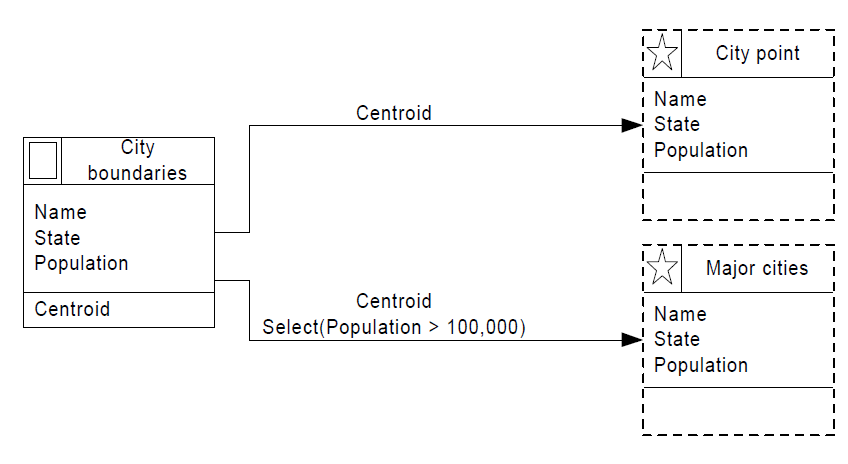 City
boundaries
Name
State
Population
Centroid
Centroid
Centroid
Select(Population > 100,000)
City point
Name
State
Population
Major cities
Name
State
Population